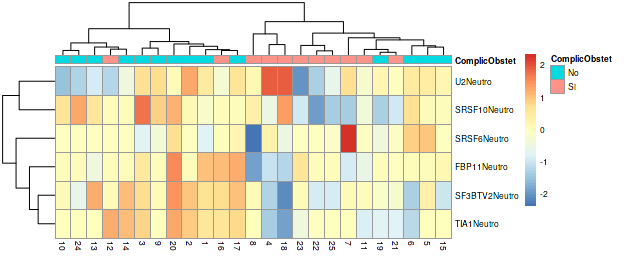 ComplicObstet
U2Neutro
SRSF10Neutro
SRSF6Neutro
FBP11Neutro
SF3BTV2Neutro
TIA1Neutro
10 24 13 12 14 3 9 20 2 1 16 17 8 4 18 23 22 25 7 11 19 21 6 5 15
2
1
0
-1
-2
ComplicObstet
No
Si